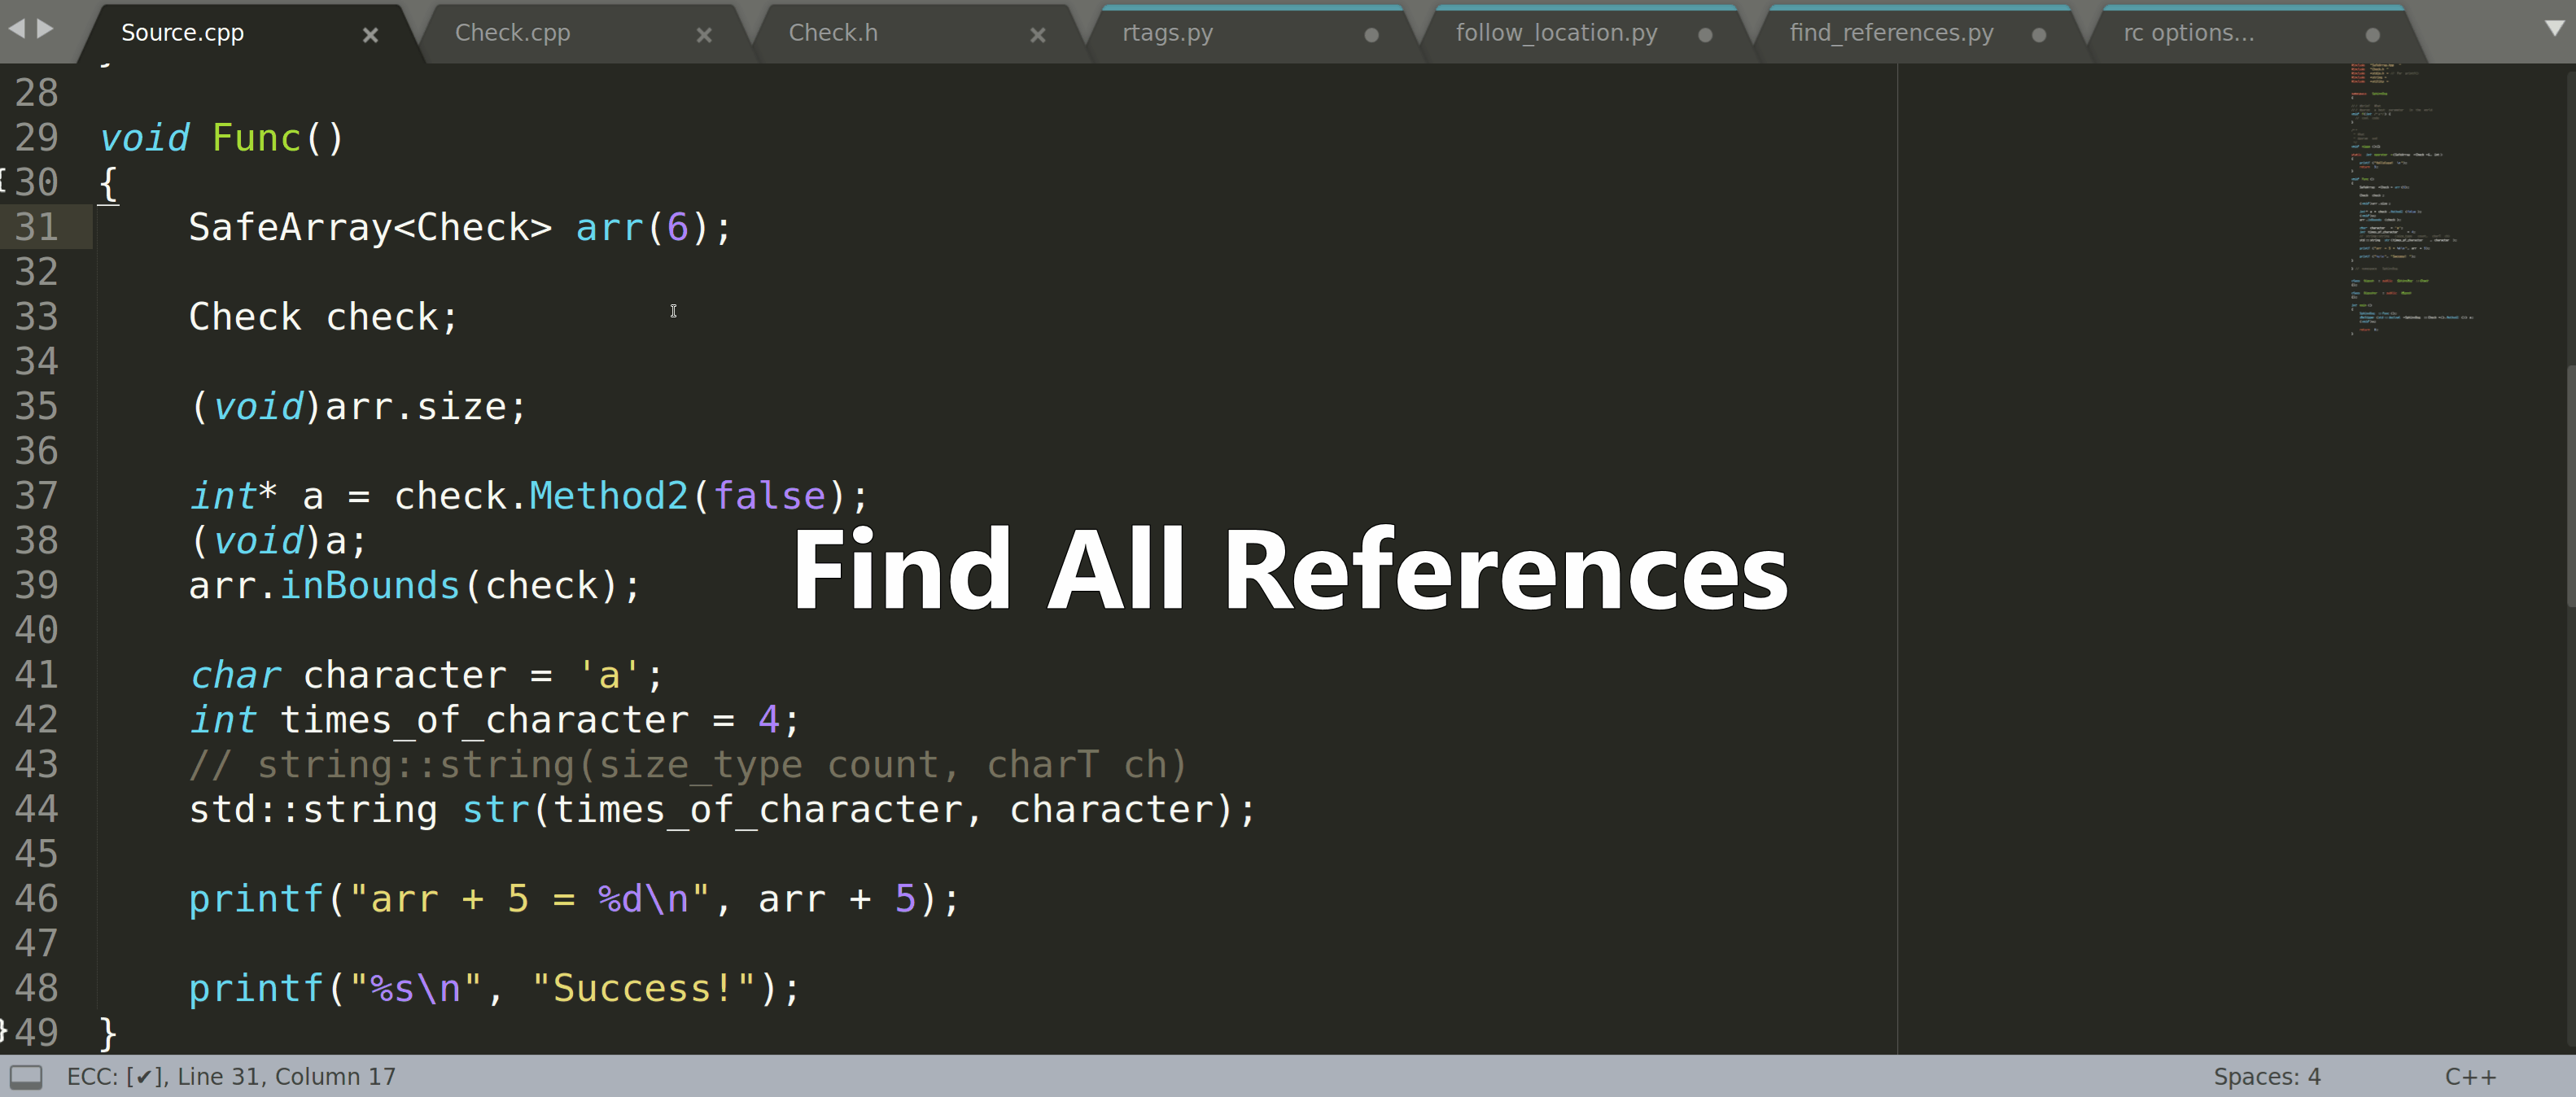 Source.cpp × Check.cpp × Check.h × rtags.py follow_location.py find_references.py rc options...
28
29 void Func()
30 {
31     SafeArray<Check> arr(6);
32
33     Check check;
34
35     (void)arr.size;
36
37     int* a = check.Method2(false);
38     (void)a;
Find All References
39     arr.inBounds(check);
40
41     char character = 'a';
42     int times_of_character = 4;
43     // string::string(size_type count, charT ch)
44     std::string str(times_of_character, character);
45
46     printf("arr + 5 = %d\n", arr + 5);
47
48     printf("%s\n", "Success!");
49 }
ECC: [✔], Line 31, Column 17 Spaces: 4 C++